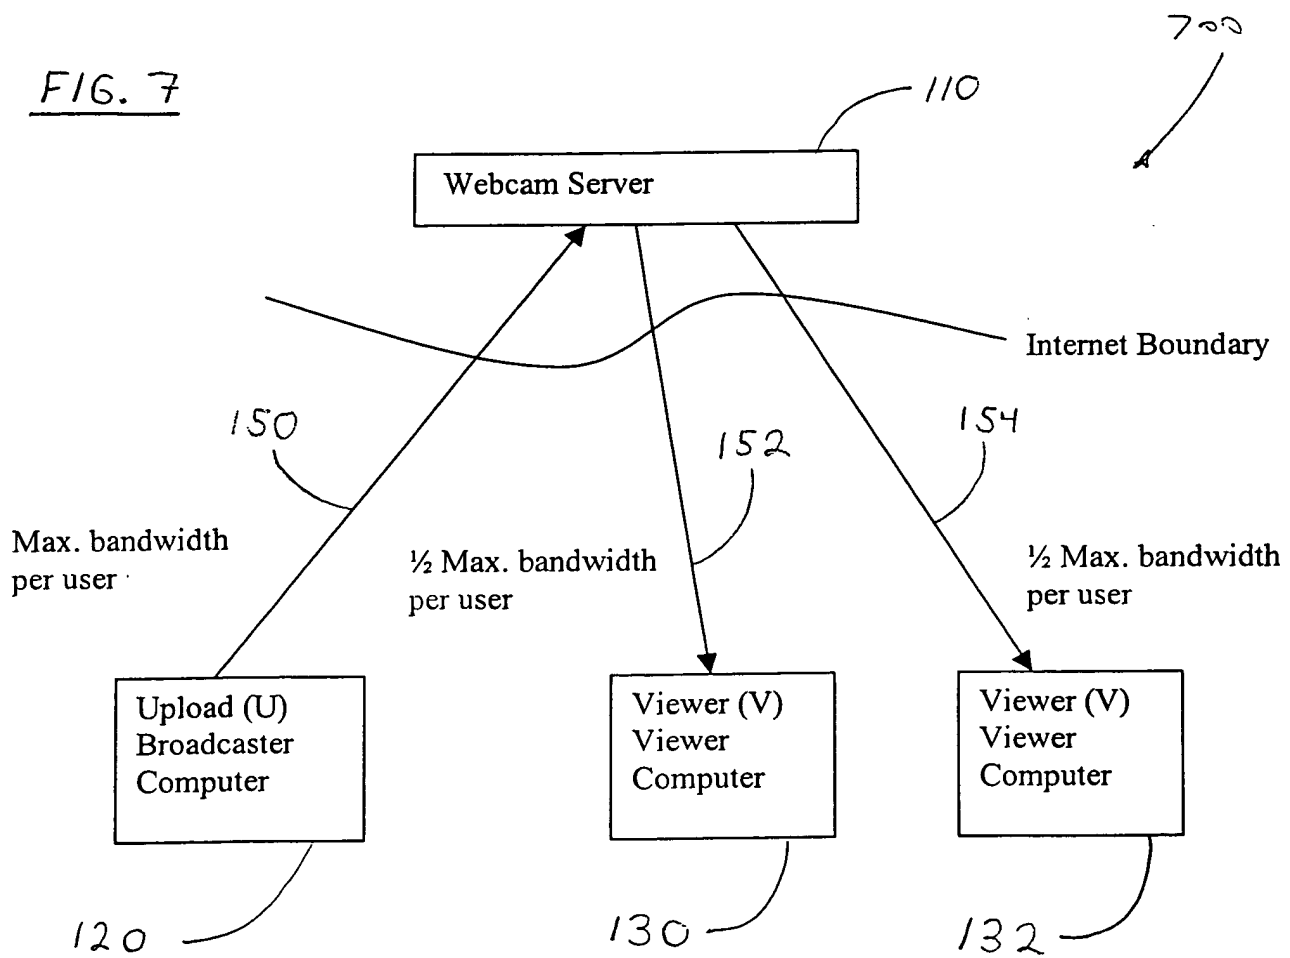 700
FIG. 7
110
Webcam Server
Internet Boundary
150
152
154
Max. bandwidth
per user
½ Max. bandwidth
per user
½ Max. bandwidth
per user
Upload (U)
Broadcaster
Computer
Viewer (V)
Viewer
Computer
Viewer (V)
Viewer
Computer
120
130
132